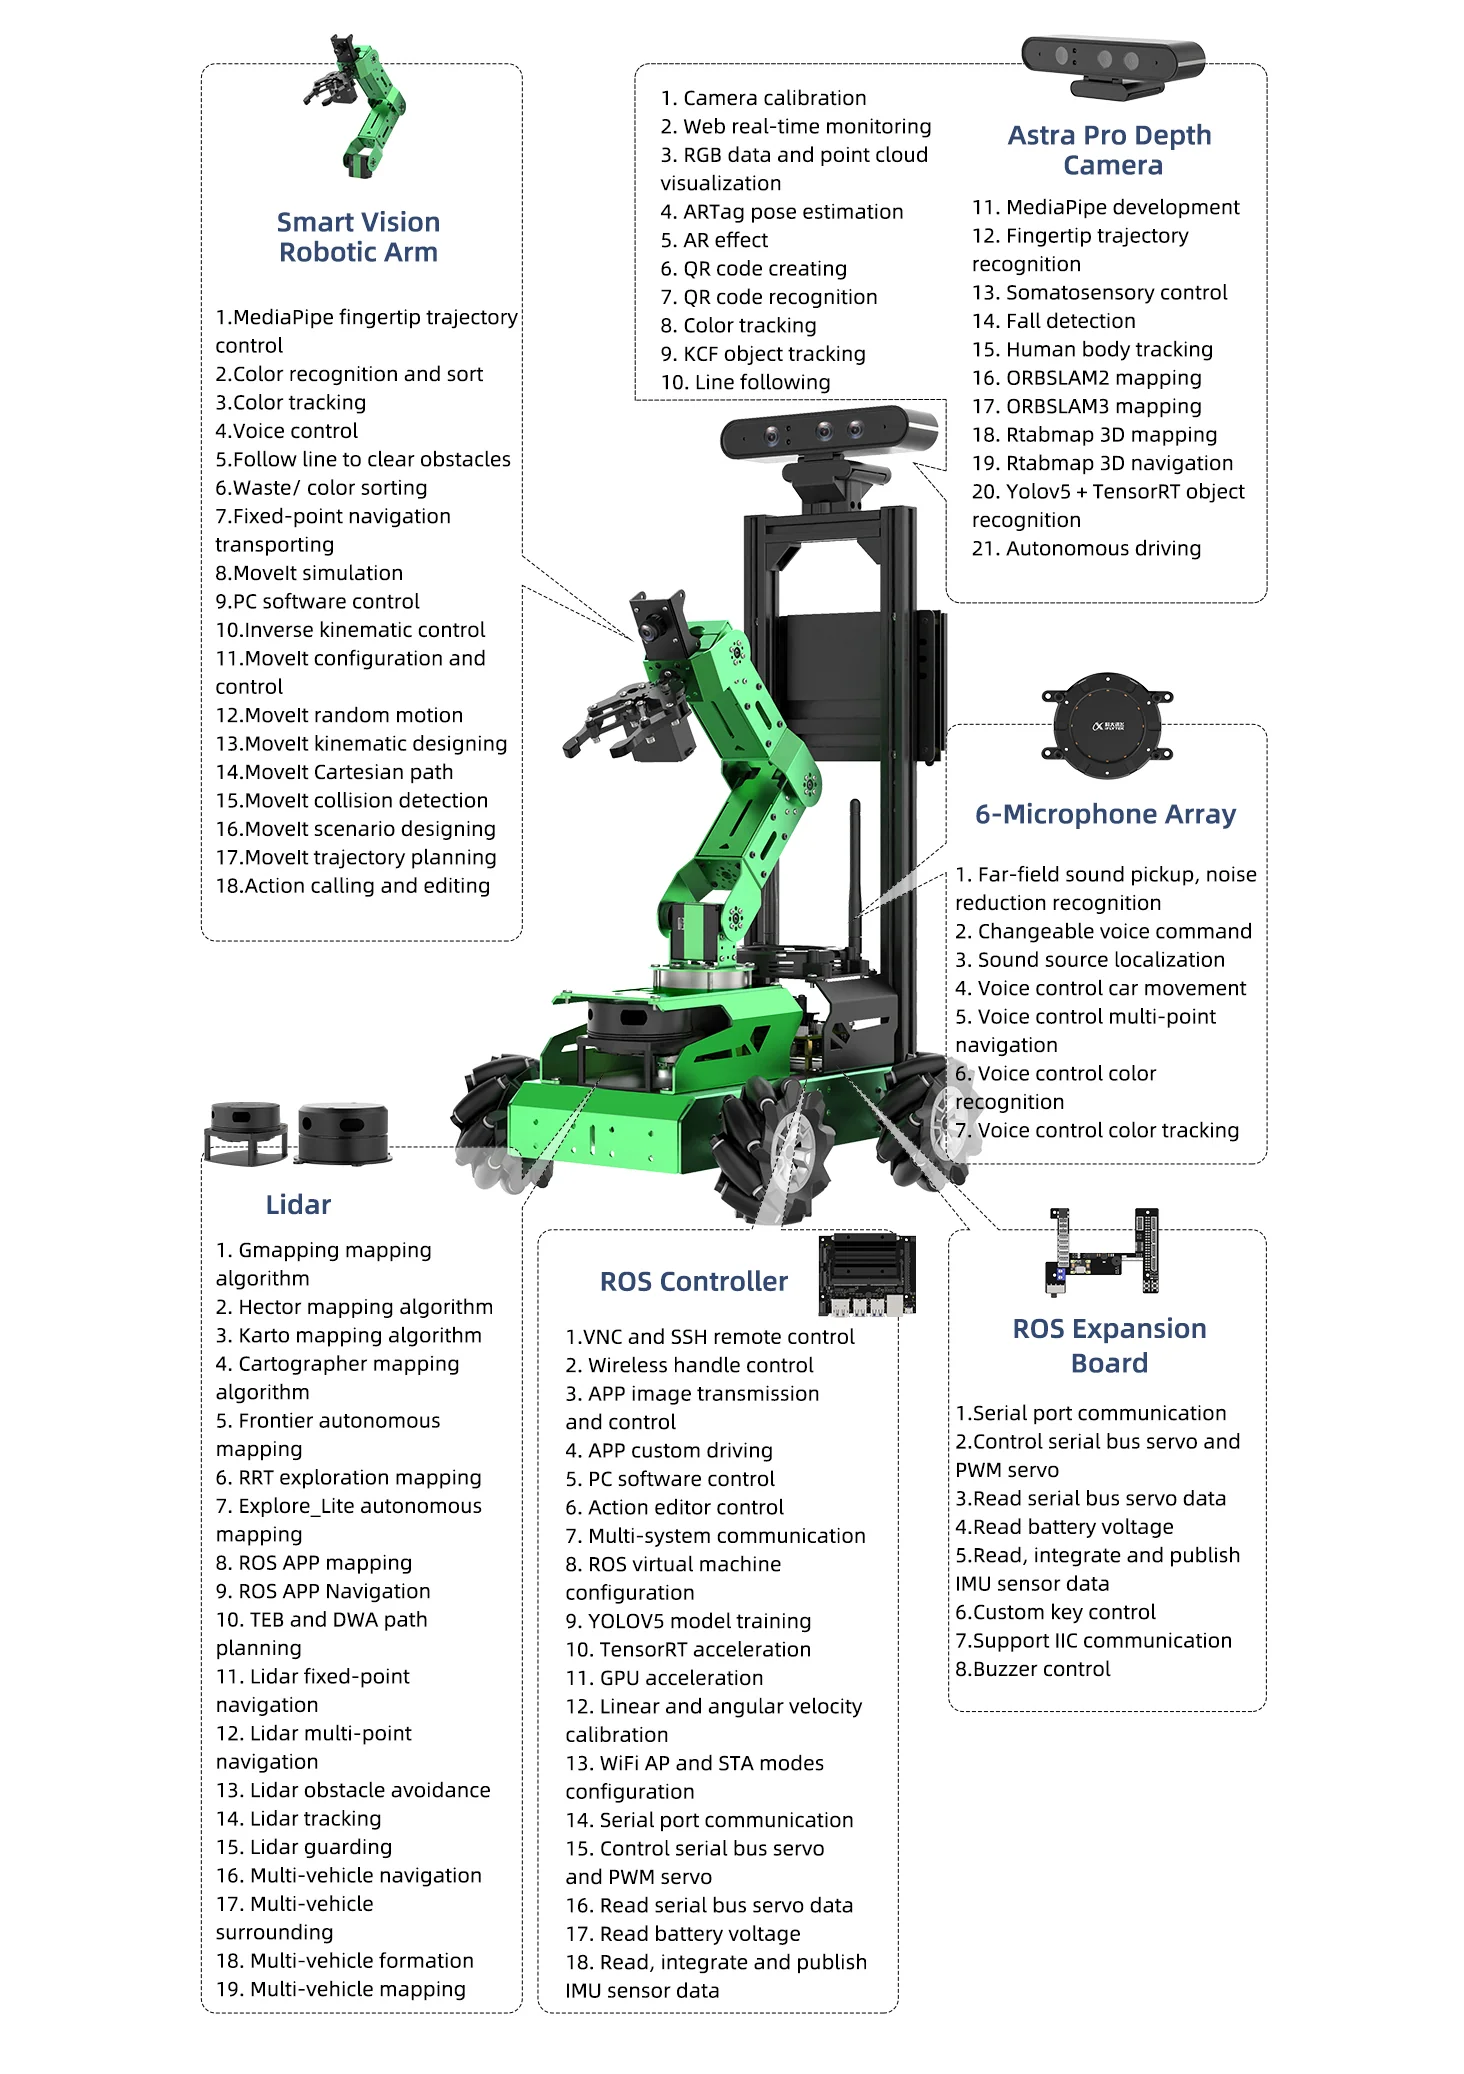 Smart Vision
Robotic Arm
1.MediaPipe fingertip trajectory
control
2.Color recognition and sort
3.Color tracking
4.Voice control
5.Follow line to clear obstacles
6.Waste/ color sorting
7.Fixed-point navigation
transporting
8.MoveIt simulation
9.PC software control
10.Inverse kinematic control
11.MoveIt configuration and
control
12.MoveIt random motion
13.MoveIt kinematic designing
14.MoveIt Cartesian path
15.MoveIt collision detection
16.MoveIt scenario designing
17.MoveIt trajectory planning
18.Action calling and editing
Astra Pro Depth
Camera
1. Camera calibration
2. Web real-time monitoring
3. RGB data and point cloud
visualization
4. ARTag pose estimation
5. AR effect
6. QR code creating
7. QR code recognition
8. Color tracking
9. KCF object tracking
10. Line following
11. MediaPipe development
12. Fingertip trajectory
recognition
13. Somatosensory control
14. Fall detection
15. Human body tracking
16. ORBSLAM2 mapping
17. ORBSLAM3 mapping
18. Rtabmap 3D mapping
19. Rtabmap 3D navigation
20. Yolov5 + TensorRT object
recognition
21. Autonomous driving
科大讯飞
iFLYTEK
6-Microphone Array
1. Far-field sound pickup, noise
reduction recognition
2. Changeable voice command
3. Sound source localization
4. Voice control car movement
5. Voice control multi-point
navigation
6. Voice control color
recognition
7. Voice control color tracking
Lidar
1. Gmapping mapping
algorithm
2. Hector mapping algorithm
3. Karto mapping algorithm
4. Cartographer mapping
algorithm
5. Frontier autonomous
mapping
6. RRT exploration mapping
7. Explore_Lite autonomous
mapping
8. ROS APP mapping
9. ROS APP Navigation
10. TEB and DWA path
planning
11. Lidar fixed-point
navigation
12. Lidar multi-point
navigation
13. Lidar obstacle avoidance
14. Lidar tracking
15. Lidar guarding
16. Multi-vehicle navigation
17. Multi-vehicle
surrounding
18. Multi-vehicle formation
19. Multi-vehicle mapping
ROS Controller
1.VNC and SSH remote control
2. Wireless handle control
3. APP image transmission
and control
4. APP custom driving
5. PC software control
6. Action editor control
7. Multi-system communication
8. ROS virtual machine
configuration
9. YOLOV5 model training
10. TensorRT acceleration
11. GPU acceleration
12. Linear and angular velocity
calibration
13. WiFi AP and STA modes
configuration
14. Serial port communication
15. Control serial bus servo
and PWM servo
16. Read serial bus servo data
17. Read battery voltage
18. Read, integrate and publish
IMU sensor data
ROS Expansion
Board
1.Serial port communication
2.Control serial bus servo and
PWM servo
3.Read serial bus servo data
4.Read battery voltage
5.Read, integrate and publish
IMU sensor data
6.Custom key control
7.Support IIC communication
8.Buzzer control